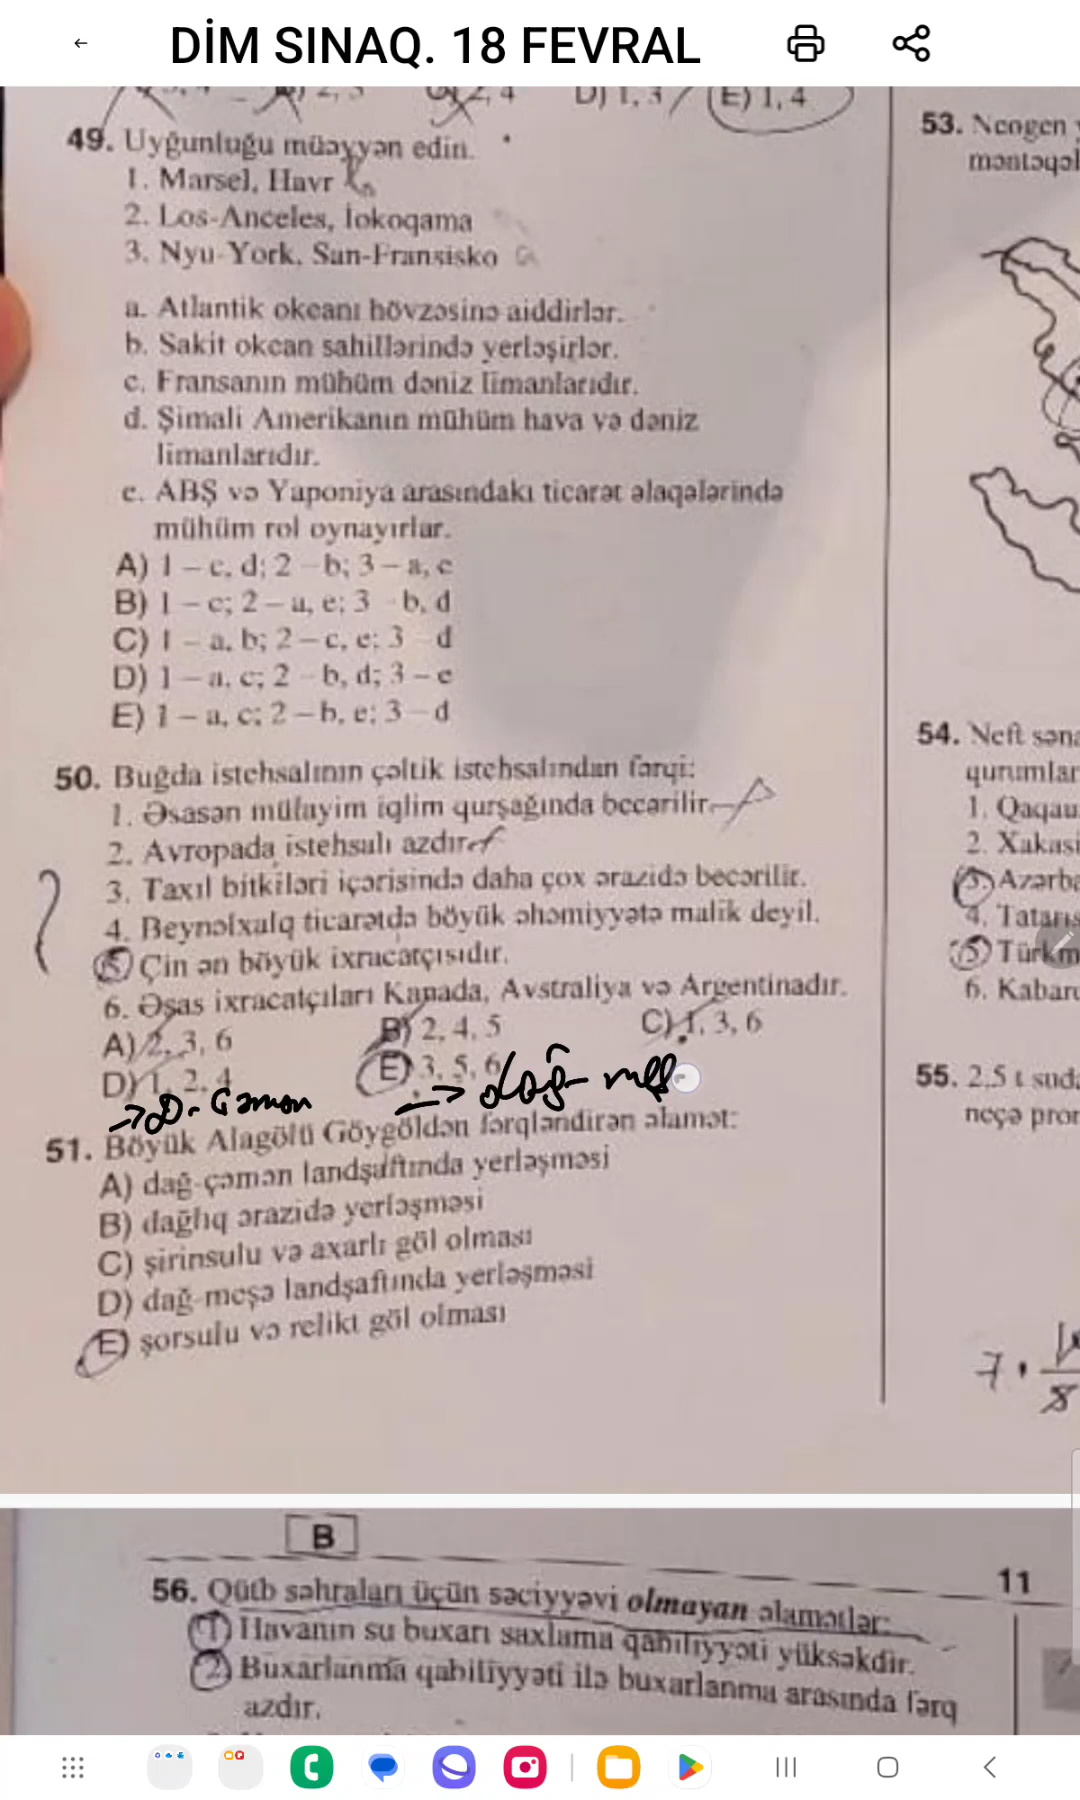 DİM SINAQ. 18 FEVRAL
D) 1, 3
E) 1, 4
49. Uyğunluğu müəyyən edin.
1. Marsel, Havr
2. Los-Anceles, İokoqama
3. Nyu-York, San-Fransisko
a. Atlantik okeanı hövzəsinə aiddirlər.
b. Sakit okean sahillərində yerləşirlər.
c. Fransanın mühüm dəniz limanlarıdır.
d. Şimali Amerikanın mühüm hava və dəniz
limanlarıdır.
e. ABŞ və Yaponiya arasındakı ticarət əlaqələrində
mühüm rol oynayırlar.
A) 1 – c, d; 2 – b; 3 – a, e
B) 1 – c; 2 – a, e; 3 – b, d
C) 1 – a, b; 2 – c, e; 3 – d
D) 1 – a, c; 2 – b, d; 3 – e
E) 1 – a, c; 2 – b, e; 3 – d
50. Buğda istehsalının çəltik istehsalından fərqi:
1. Əsasən mülayim iqlim qurşağında becərilir.
2. Avropada istehsalı azdır.
3. Taxıl bitkiləri içərisində daha çox ərazidə becərilir.
4. Beynəlxalq ticarətdə böyük əhəmiyyətə malik deyil.
5. Çin ən böyük ixracatçısıdır.
6. Əsas ixracatçıları Kanada, Avstraliya və Argentinadır.
A) 2, 3, 6
B) 2, 4, 5
C) 1, 3, 6
D) 1, 2, 4
E) 3, 5, 6
51. Böyük Alagölü Göygöldən fərqləndirən əlamət:
A) dağ-çəmən landşaftında yerləşməsi
B) dağlıq ərazidə yerləşməsi
C) şirinsulu və axarlı göl olması
D) dağ-meşə landşaftında yerləşməsi
E) şorsulu və relikt göl olması
53. Neogen
54. Neft
qurumlar
1. Qaqau
2. Xakasi
3. Azərba
4. Tatarıs
5. Türkm
6. Kabard
55. 2,5 t
neçə
B
11
56. Qütb səhraları üçün səciyyəvi olmayan əlamətlər:
1) Havanın su buxarı saxlama qabiliyyəti yüksəkdir.
2) Buxarlanma qabiliyyəti ilə buxarlanma arasında fərq
azdır.